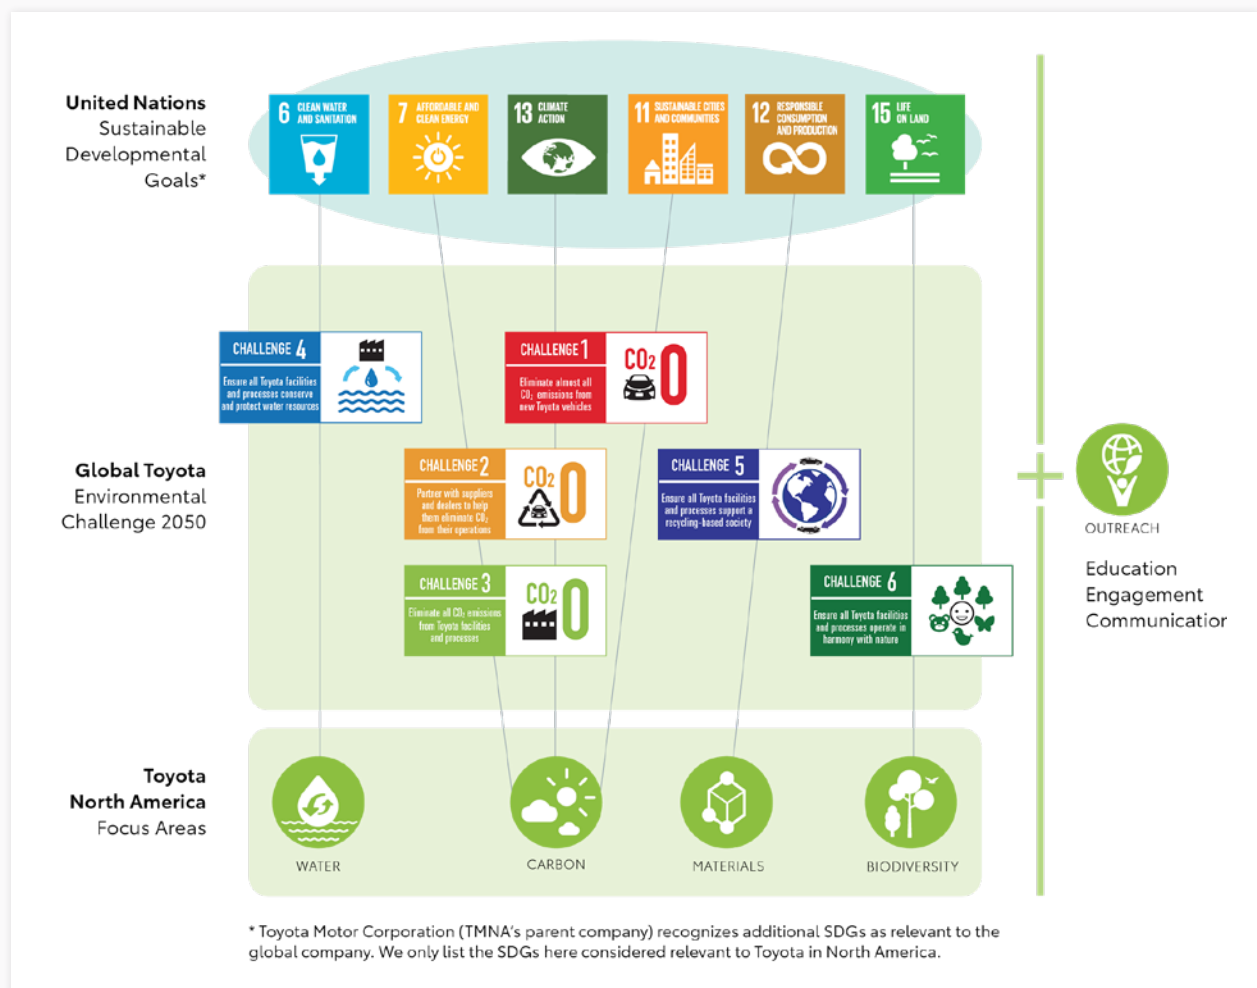 United Nations
Sustainable
Developmental
Goals*
6 CLEAN WATER
AND SANITATION
7 AFFORDABLE AND
CLEAN ENERGY
13 CLIMATE
ACTION
11 SUSTAINABLE CITIES
AND COMMUNITIES
12 RESPONSIBLE
CONSUMPTION
AND PRODUCTION
15 LIFE
ON LAND
Global Toyota
Environmental
Challenge 2050
CHALLENGE 4
Ensure all Toyota facilities
and processes conserve
and protect water resources
CHALLENGE 1
Eliminate almost all
CO₂ emissions from
new Toyota vehicles
CO₂ 0
CHALLENGE 2
Partner with suppliers
and dealers to help
them eliminate CO₂
from their operations
CO₂ 0
CHALLENGE 5
Ensure all Toyota facilities
and processes support a
recycling-based society
CHALLENGE 3
Eliminate all CO₂ emissions
from Toyota facilities
and processes
CO₂ 0
CHALLENGE 6
Ensure all Toyota facilities
and processes operate in
harmony with nature
+
OUTREACH
Education
Engagement
Communicatior
Toyota
North America
Focus Areas
WATER
CARBON
MATERIALS
BIODIVERSITY
* Toyota Motor Corporation (TMNA's parent company) recognizes additional SDGs as relevant to the
global company. We only list the SDGs here considered relevant to Toyota in North America.